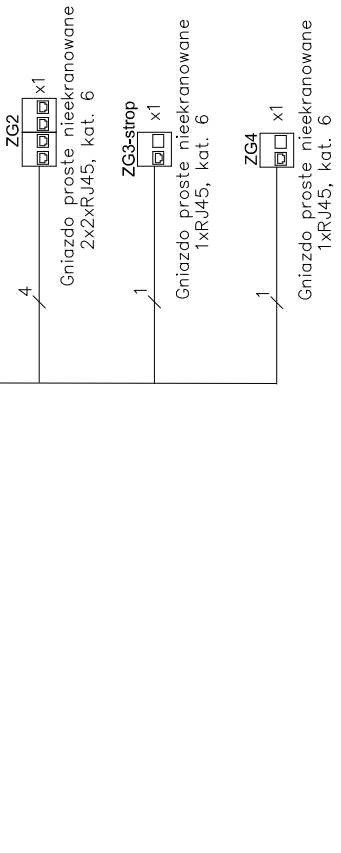 ZG2
x1
4
Gniazdo proste nieekranowane
2x2xRJ45, kat. 6
ZG3-strop
x1
1
Gniazdo proste nieekranowane
1xRJ45, kat. 6
ZG4
x1
1
Gniazdo proste nieekranowane
1xRJ45, kat. 6